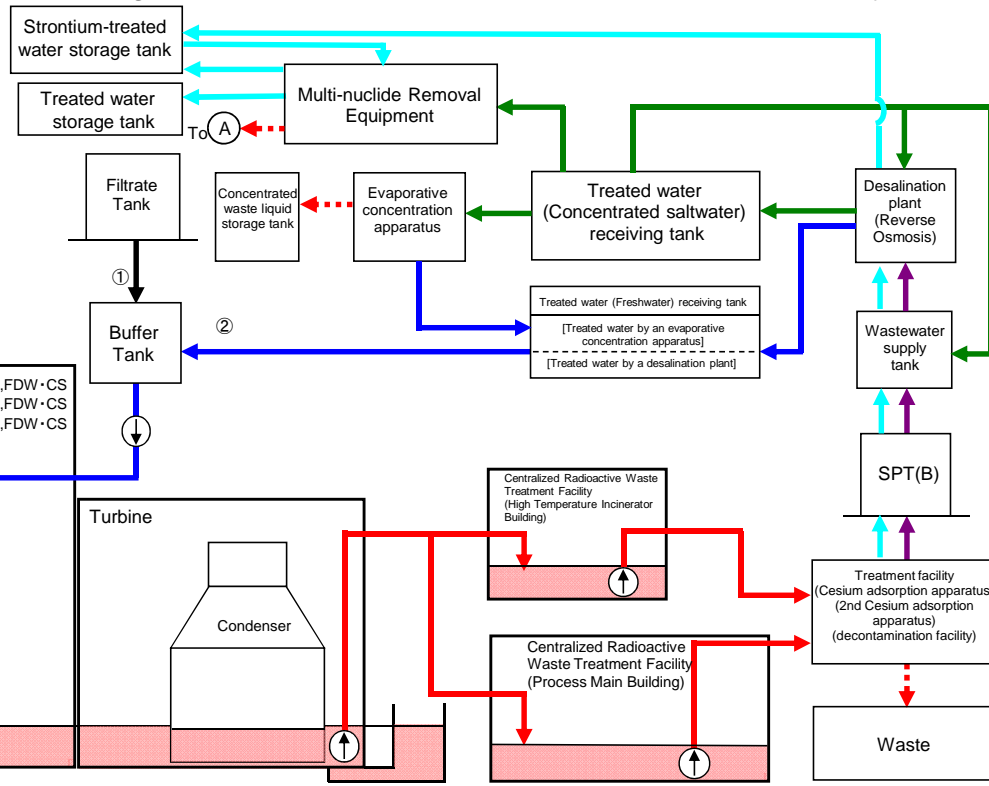 Strontium-treated
water storage tank
Treated water
storage tank
To A
Multi-nuclide Removal
Equipment
Filtrate
Tank
Concentrated
waste liquid
storage tank
Evaporative
concentration
apparatus
Treated water
(Concentrated saltwater)
receiving tank
Desalination
plant
(Reverse
Osmosis)
①
②
Buffer
Tank
Treated water (Freshwater) receiving tank
[Treated water by an evaporative
concentration apparatus]
[Treated water by a desalination plant]
Wastewater
supply
tank
,FDW・CS
,FDW・CS
,FDW・CS
SPT(B)
Turbine
Condenser
Centralized Radioactive Waste
Treatment Facility
(High Temperature Incinerator
Building)
Centralized Radioactive
Waste Treatment Facility
(Process Main Building)
Treatment facility
(Cesium adsorption apparatus
(2nd Cesium adsorption
apparatus)
(decontamination facility)
Waste